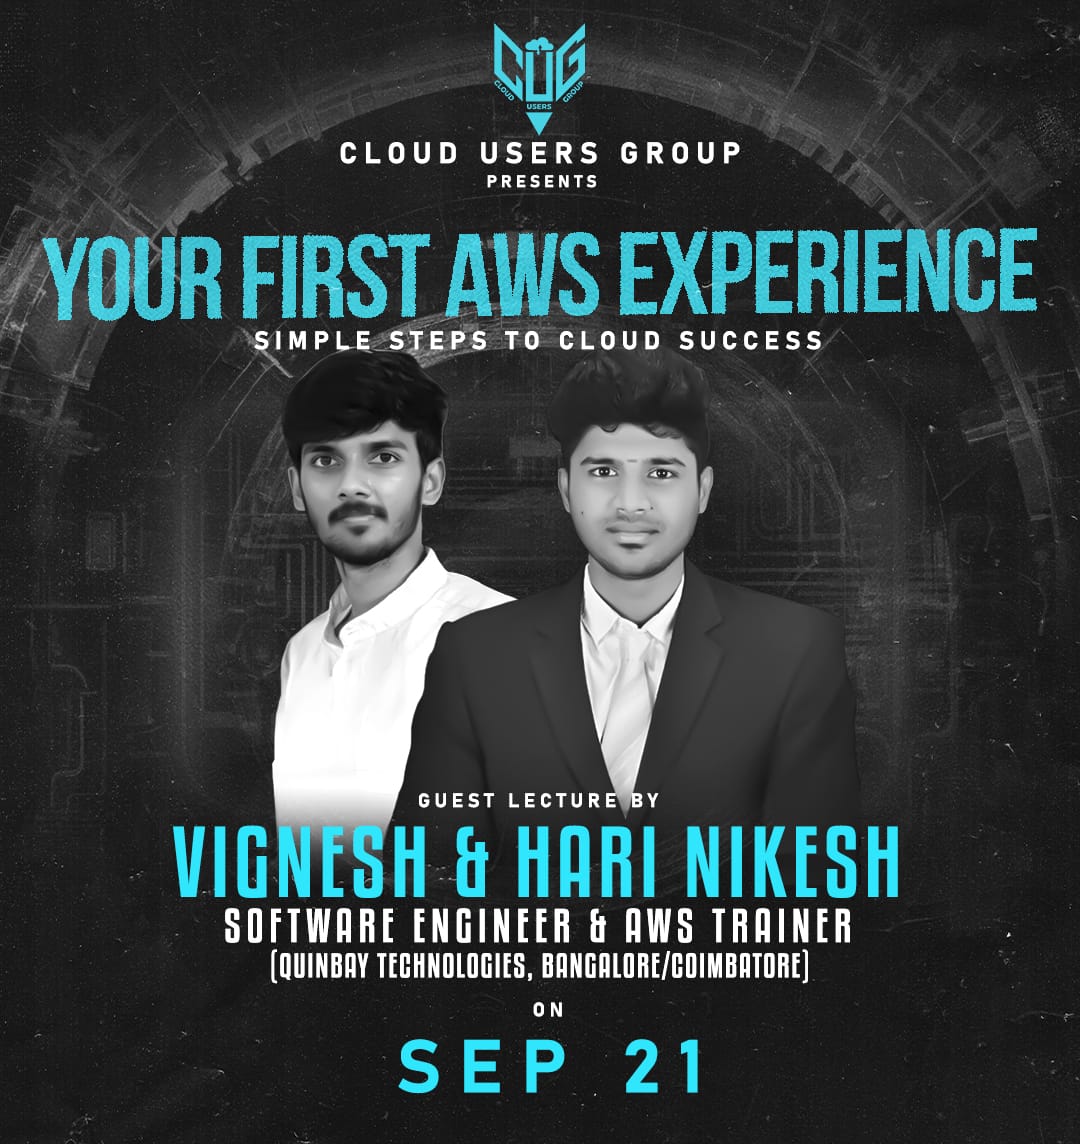 CUG
CLOUD USERS GROUP
CLOUD USERS GROUP
PRESENTS
YOUR FIRST AWS EXPERIENCE
SIMPLE STEPS TO CLOUD SUCCESS
GUEST LECTURE BY
VIGNESH & HARI NIKESH
SOFTWARE ENGINEER & AWS TRAINER
(QUINBAY TECHNOLOGIES, BANGALORE/COIMBATORE)
ON
SEP 21